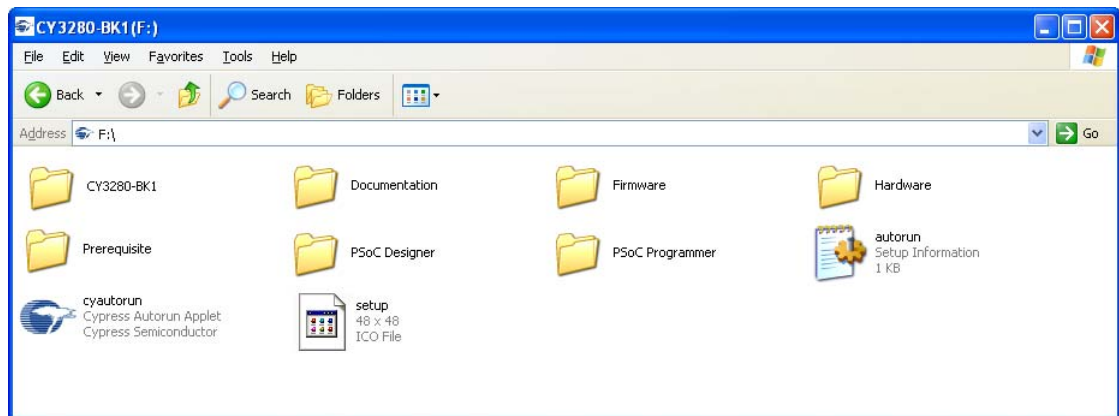 CY3280-BK1(F:)
File Edit View Favorites Tools Help
Back Search Folders
Address F:\ Go
CY3280-BK1 Documentation Firmware Hardware
Prerequisite PSoC Designer PSoC Programmer autorun
Setup Information
1 KB
cyautorun
Cypress Autorun Applet
Cypress Semiconductor
setup
48 x 48
ICO File